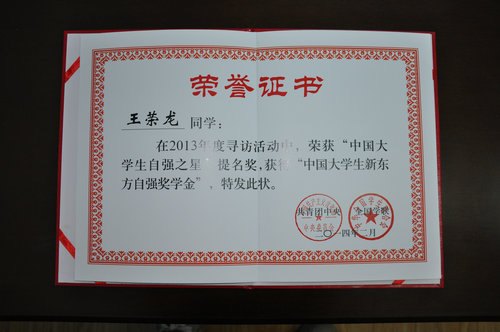 荣誉证书
王荣龙 同学：
在2013年度寻访活动中，荣获“中国大
学生自强之星”提名奖，获得“中国大学生新东
方自强奖学金”，特发此状。
共青团中央 全国学联
二〇一四年二月